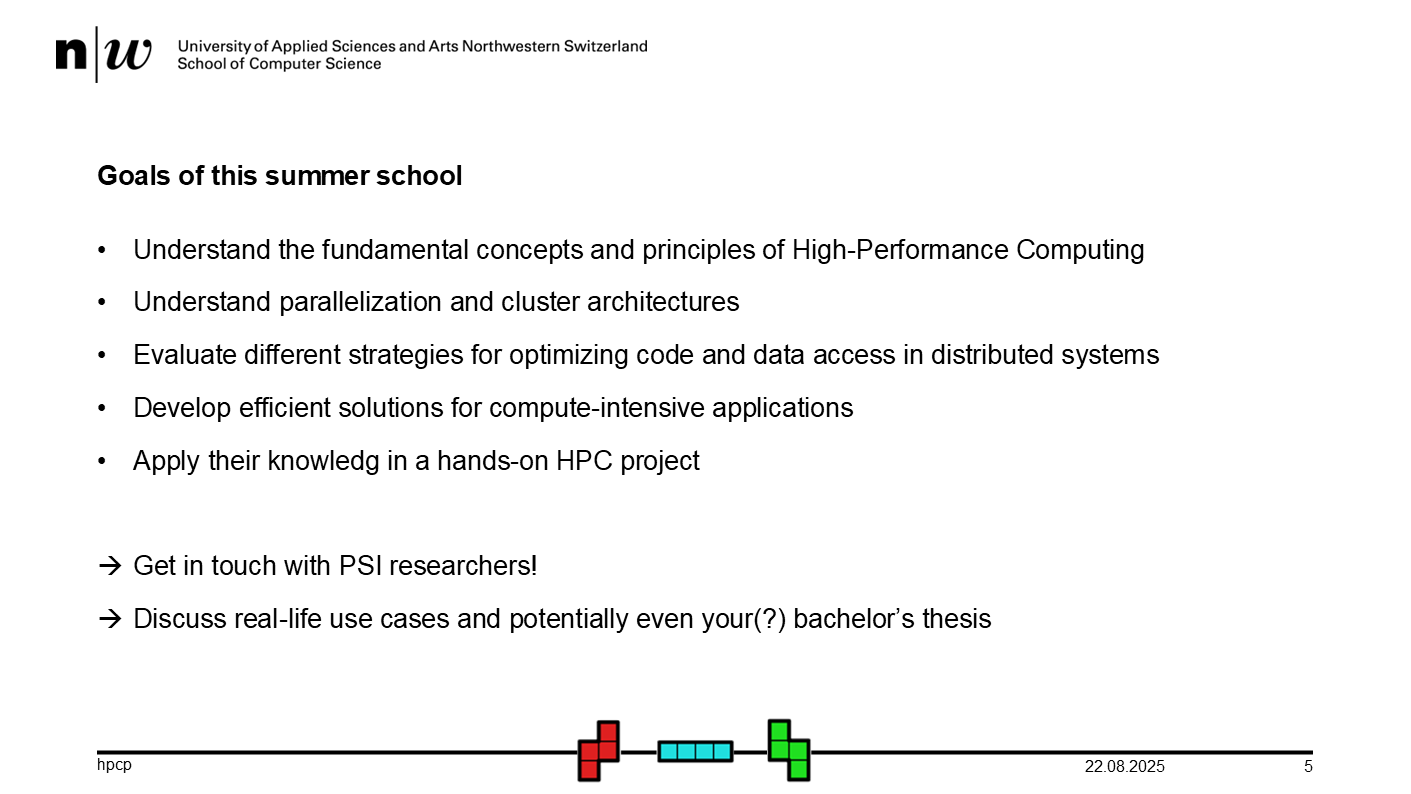 n|w University of Applied Sciences and Arts Northwestern Switzerland
School of Computer Science
Goals of this summer school
• Understand the fundamental concepts and principles of High-Performance Computing
• Understand parallelization and cluster architectures
• Evaluate different strategies for optimizing code and data access in distributed systems
• Develop efficient solutions for compute-intensive applications
• Apply their knowledg in a hands-on HPC project
→ Get in touch with PSI researchers!
→ Discuss real-life use cases and potentially even your(?) bachelor’s thesis
hpcp 22.08.2025 5